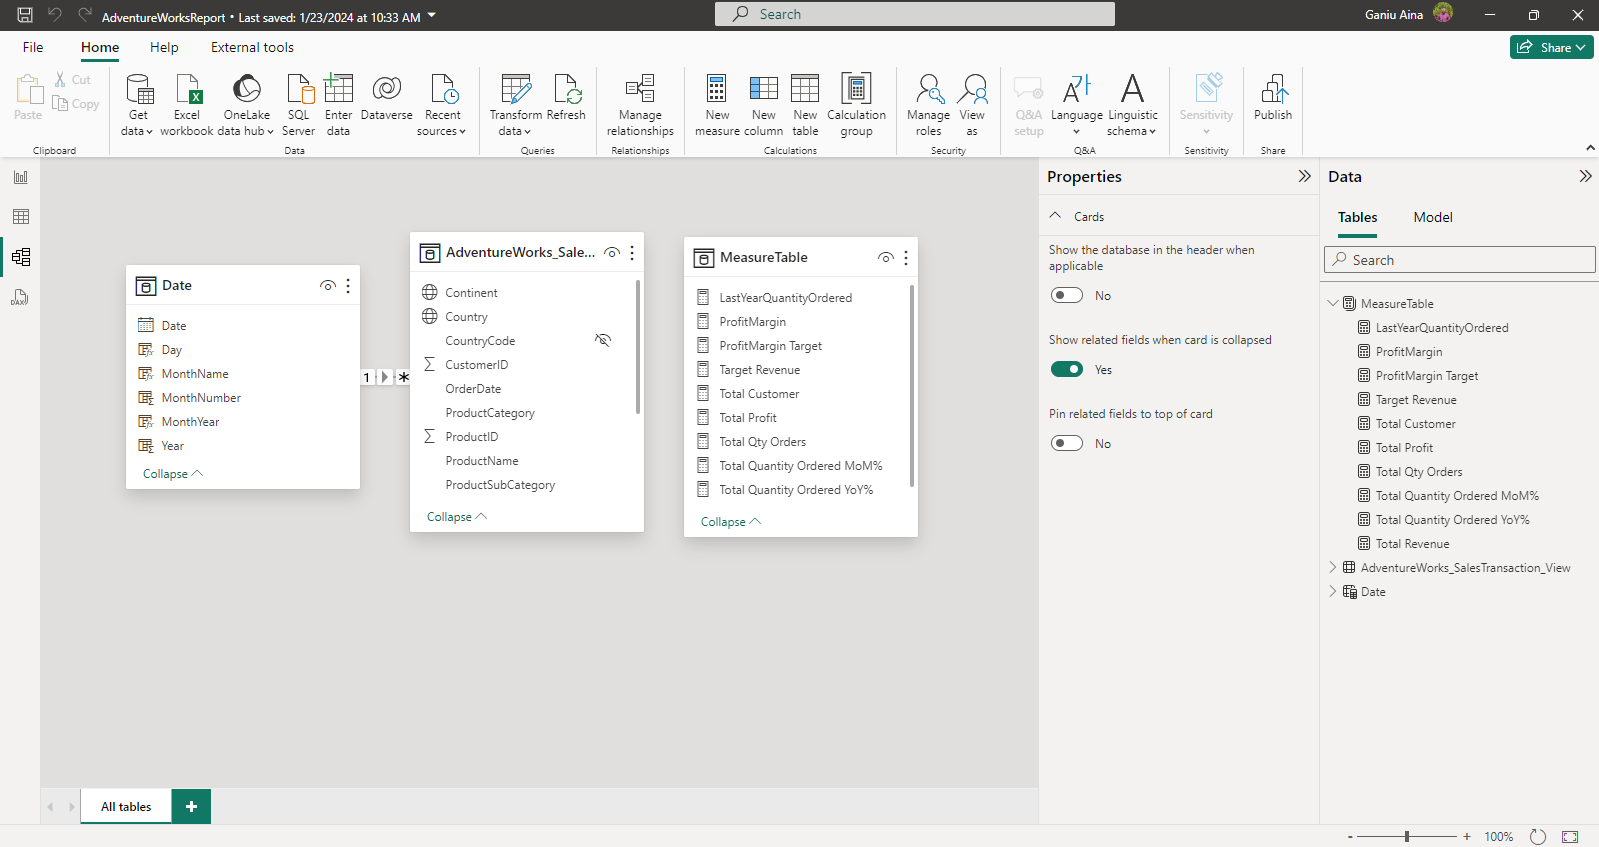 AdventureWorksReport • Last saved: 1/23/2024 at 10:33 AM
Search
Ganiu Aina
File
Home
Help
External tools
Share
Paste
Cut
Copy
Get data
Excel workbook
OneLake data hub
SQL Server
Enter data
Dataverse
Recent sources
Transform data
Refresh
Manage relationships
New measure
New column
New table
Calculation group
Manage roles
View as
Q&A setup
Language
Linguistic schema
Sensitivity
Publish
Clipboard
Data
Queries
Relationships
Calculations
Security
Q&A
Sensitivity
Share
Date
Date
Day
MonthName
MonthNumber
MonthYear
Year
Collapse
1
*
AdventureWorks_Sale...
Continent
Country
CountryCode
CustomerID
OrderDate
ProductCategory
ProductID
ProductName
ProductSubCategory
Collapse
MeasureTable
LastYearQuantityOrdered
ProfitMargin
ProfitMargin Target
Target Revenue
Total Customer
Total Profit
Total Qty Orders
Total Quantity Ordered MoM%
Total Quantity Ordered YoY%
Collapse
Properties
Cards
Show the database in the header when
applicable
No
Show related fields when card is collapsed
Yes
Pin related fields to top of card
No
Data
Tables
Model
Search
MeasureTable
LastYearQuantityOrdered
ProfitMargin
ProfitMargin Target
Target Revenue
Total Customer
Total Profit
Total Qty Orders
Total Quantity Ordered MoM%
Total Quantity Ordered YoY%
Total Revenue
AdventureWorks_SalesTransaction_View
Date
All tables
+
- + 100%